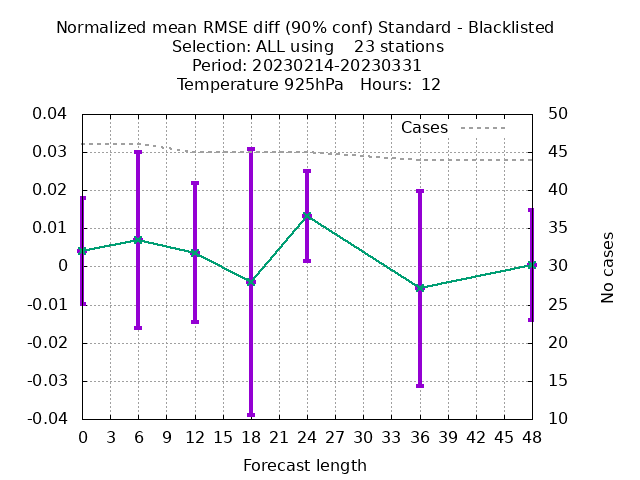 Normalized mean RMSE diff (90% conf) Standard - Blacklisted
Selection: ALL using    23 stations
Period: 20230214-20230331
Temperature 925hPa   Hours:  12
Cases
0.04
0.03
0.02
0.01
0
-0.01
-0.02
-0.03
-0.04
50
45
40
35
30
25
20
15
10
No cases
0 3 6 9 12 15 18 21 24 27 30 33 36 39 42 45 48
Forecast length